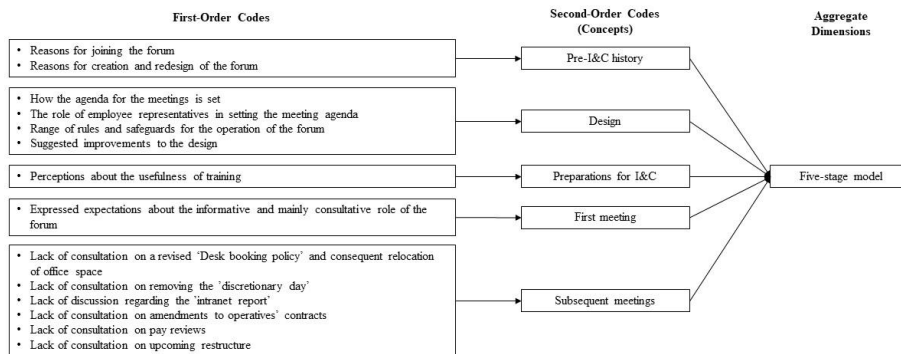 First-Order Codes
Second-Order Codes
(Concepts)
Aggregate
Dimensions
• Reasons for joining the forum
• Reasons for creation and redesign of the forum
Pre-I&C history
• How the agenda for the meetings is set
• The role of employee representatives in setting the meeting agenda
• Range of rules and safeguards for the operation of the forum
• Suggested improvements to the design
Design
• Perceptions about the usefulness of training
Preparations for I&C
Five-stage model
• Expressed expectations about the informative and mainly consultative role of the
forum
First meeting
• Lack of consultation on a revised ‘Desk booking policy’ and consequent relocation
of office space
• Lack of consultation on removing the ‘discretionary day’
• Lack of discussion regarding the ‘intranet report’
• Lack of consultation on amendments to operatives’ contracts
• Lack of consultation on pay reviews
• Lack of consultation on upcoming restructure
Subsequent meetings